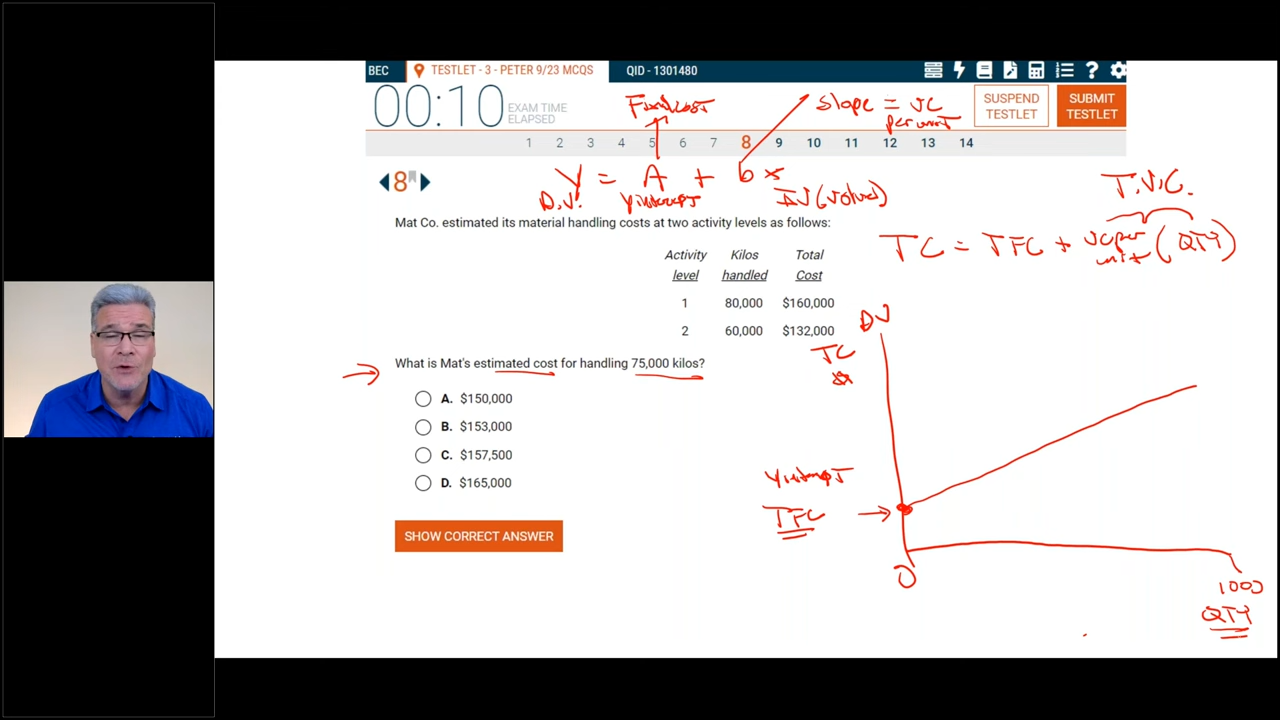 BEC TESTLET - 3 - PETER 9/23 MCQS QID - 1301480
00:10 EXAM TIME ELAPSED
SUSPEND TESTLET
SUBMIT TESTLET
Fixed cost
slope = VC
per unit
1 2 3 4 5 6 7 8 9 10 11 12 13 14
8
Y = A + bx
D.V. Y intercept IV (volume)
T.V.C.
TC = TFC + VC per unit (QTY)
Mat Co. estimated its material handling costs at two activity levels as follows:
Activity level Kilos handled Total Cost
1 80,000 $160,000
2 60,000 $132,000
What is Mat's estimated cost for handling 75,000 kilos?
A. $150,000
B. $153,000
C. $157,500
D. $165,000
SHOW CORRECT ANSWER
DV
TC
Y intercept
TFC
0
1000
QTY